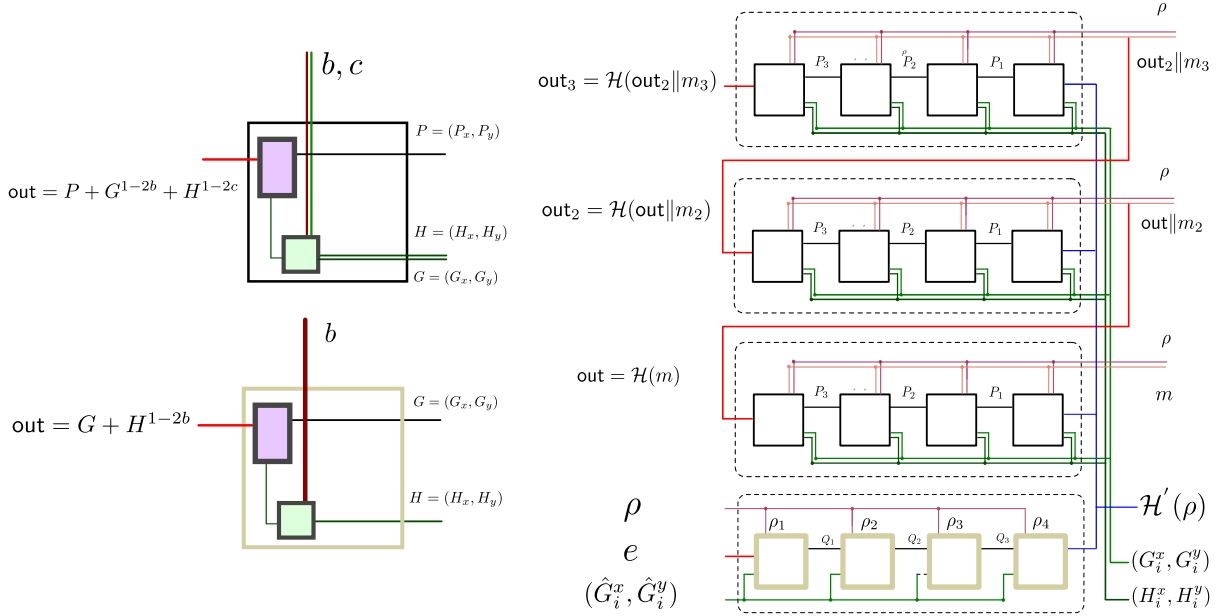 b, c
P = (P_x, P_y)
out = P + G^{1-2b} + H^{1-2c}
H = (H_x, H_y)
G = (G_x, G_y)
b
G = (G_x, G_y)
out = G + H^{1-2b}
H = (H_x, H_y)
ρ
out_3 = ℋ(out_2‖m_3)
P_3
. .
ρ
P_2
P_1
out_2‖m_3
ρ
out_2 = ℋ(out‖m_2)
P_3
. .
P_2
P_1
out‖m_2
ρ
out = ℋ(m)
P_3
. .
P_2
P_1
m
ρ
ρ_1
ρ_2
ρ_3
ρ_4
ℋ'(ρ)
e
Q_1
Q_2
Q_3
(Ĝ_i^x, Ĝ_i^y)
(G_i^x, G_i^y)
(H_i^x, H_i^y)